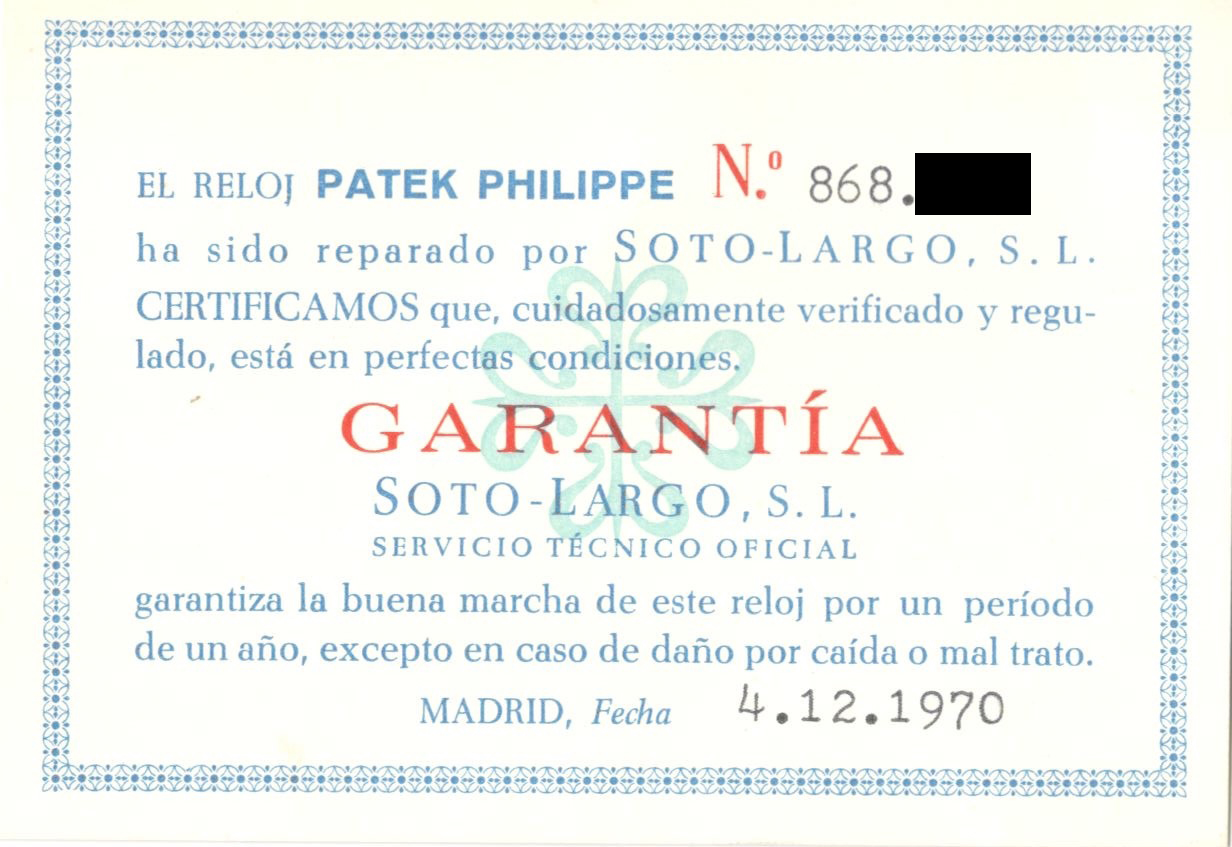 EL RELOJ PATEK PHILIPPE N.º 868.
ha sido reparado por SOTO-LARGO, S. L.
CERTIFICAMOS que, cuidadosamente verificado y regu-
lado, está en perfectas condiciones.
GARANTÍA
SOTO-LARGO, S. L.
SERVICIO TÉCNICO OFICIAL
garantiza la buena marcha de este reloj por un período
de un año, excepto en caso de daño por caída o mal trato.
MADRID, Fecha 4.12.1970